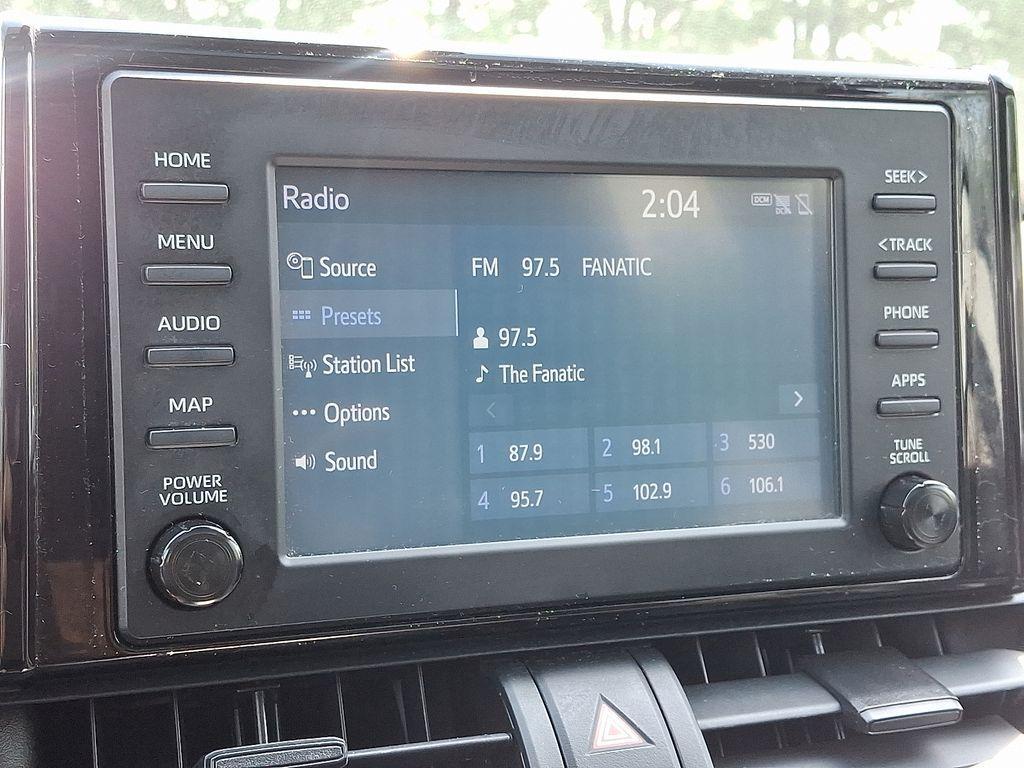 HOME
MENU
AUDIO
MAP
POWER
VOLUME
Radio
2:04
DCM
DCM
Source
Presets
Station List
Options
Sound
FM 97.5 FANATIC
97.5
The Fanatic
< >
1 87.9 2 98.1 3 530
4 95.7 5 102.9 6 106.1
SEEK >
< TRACK
PHONE
APPS
TUNE
SCROLL